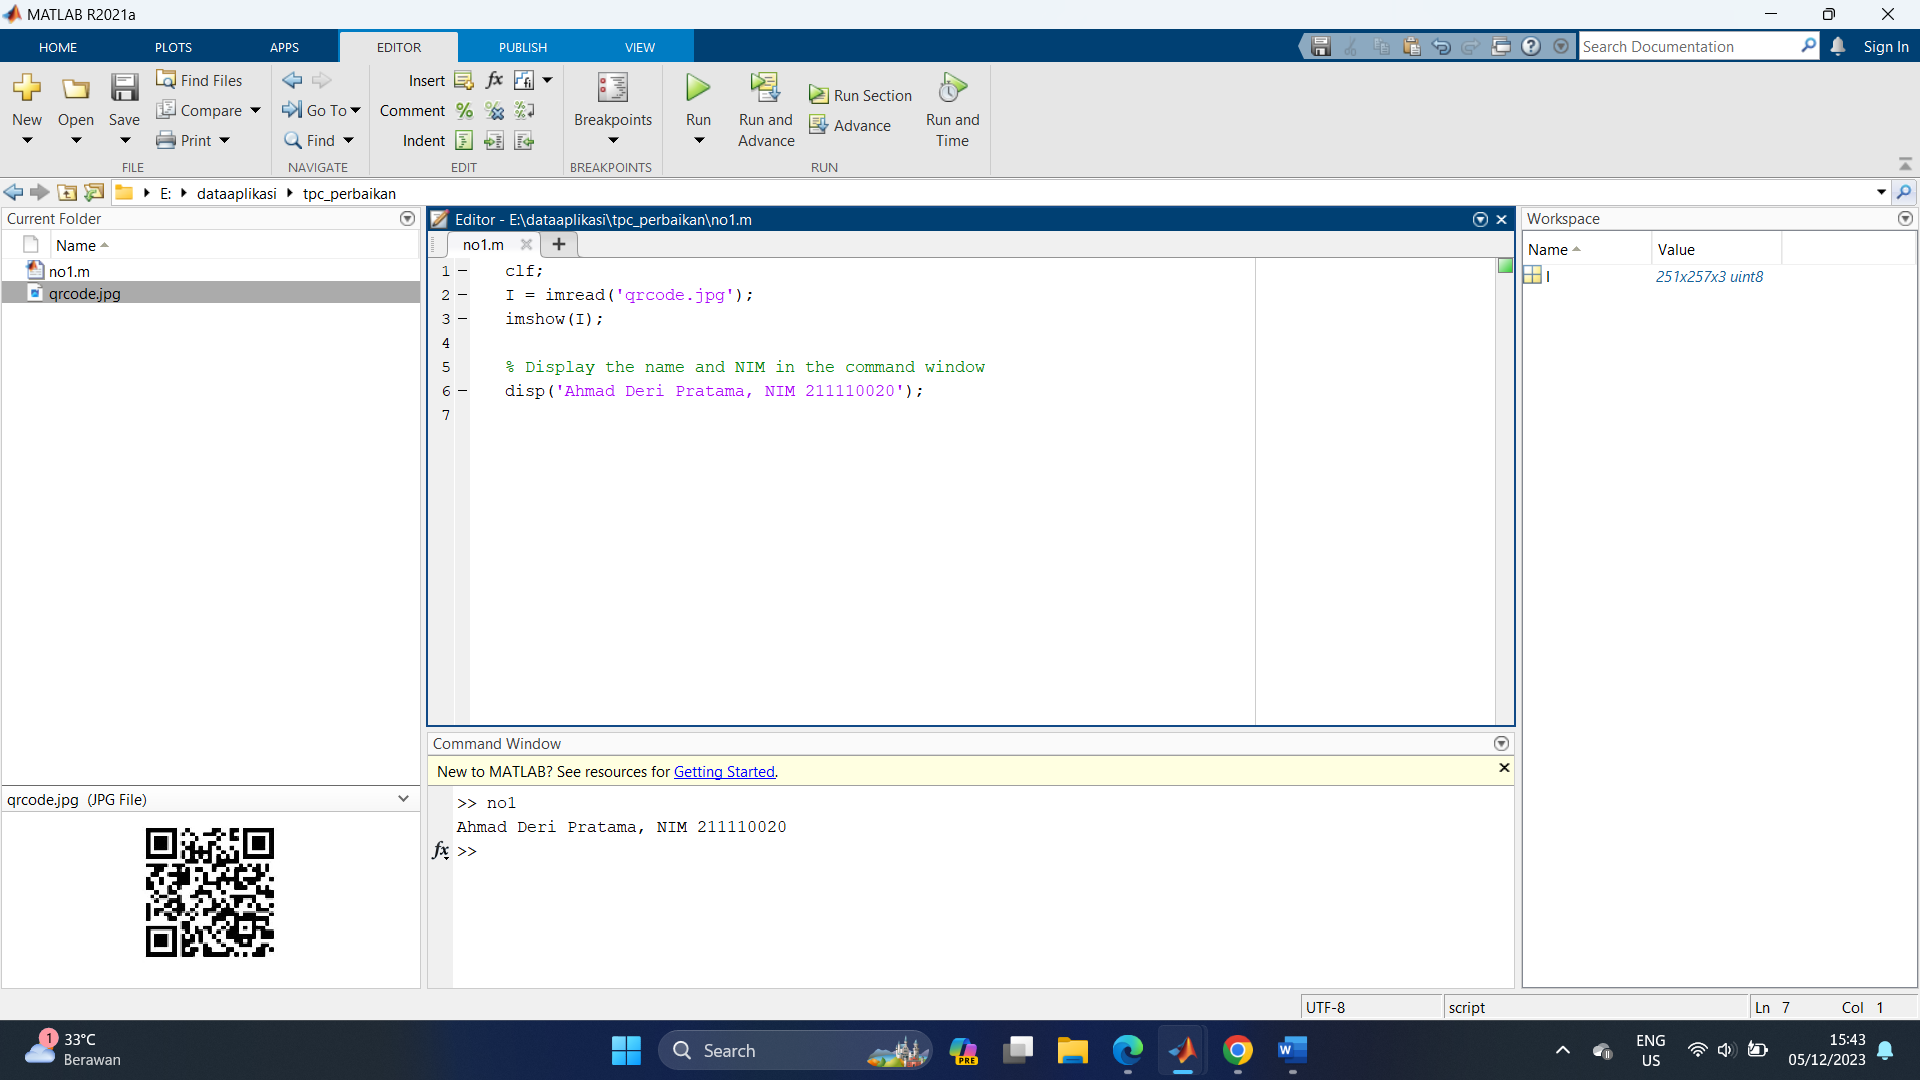 MATLAB R2021a
HOME PLOTS APPS EDITOR PUBLISH VIEW
Search Documentation
Sign In
New
Open
Save
Find Files
Compare
Print
FILE
Go To
Find
NAVIGATE
Insert
Comment
Indent
fx
EDIT
Breakpoints
BREAKPOINTS
Run
Run and Advance
Run Section
Advance
Run and Time
RUN
E: dataaplikasi tpc_perbaikan
Current Folder
Name
no1.m
qrcode.jpg
qrcode.jpg (JPG File)
Editor - E:\dataaplikasi\tpc_perbaikan\no1.m
no1.m
1 clf;
2 I = imread('qrcode.jpg');
3 imshow(I);
4
5 % Display the name and NIM in the command window
6 disp('Ahmad Deri Pratama, NIM 211110020');
7
Command Window
New to MATLAB? See resources for Getting Started.
>> no1
Ahmad Deri Pratama, NIM 211110020
fx >>
Workspace
Name Value
I 251x257x3 uint8
UTF-8 script Ln 7 Col 1
1
33°C
Berawan
Search
PRE
W
ENG
US
15:43
05/12/2023